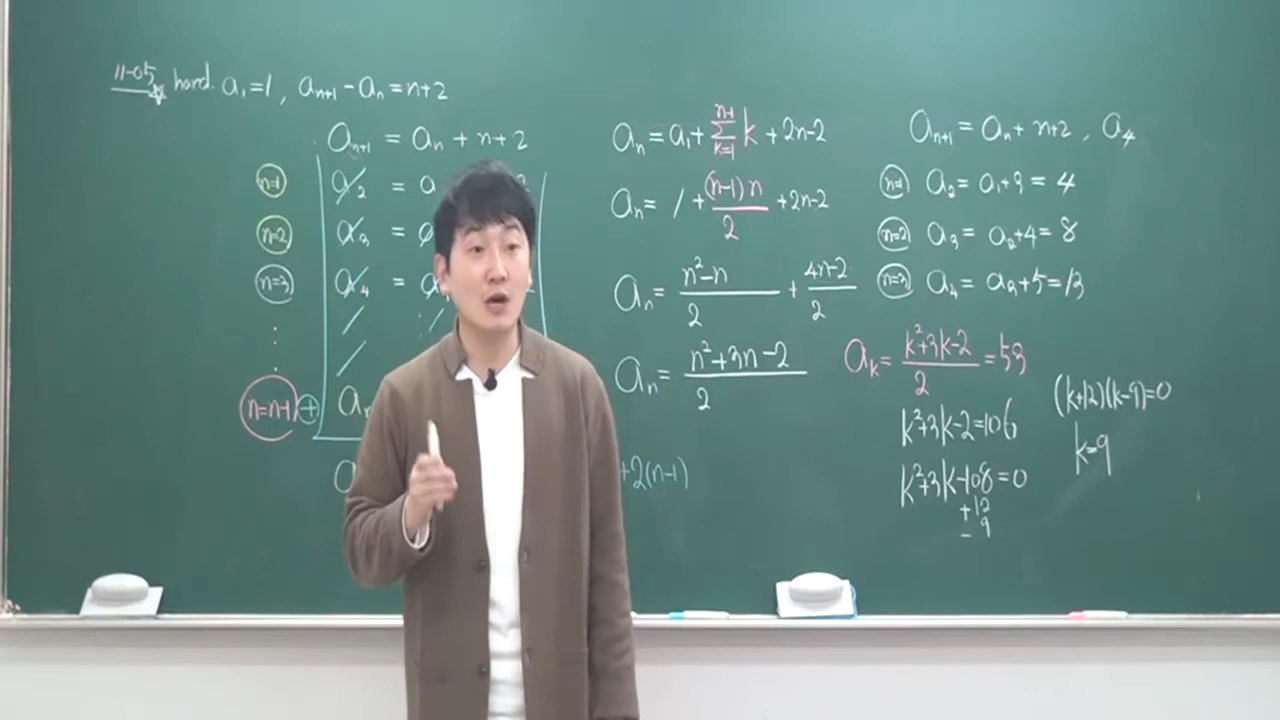 11-05 hard. a₁=1, aₙ₊₁-aₙ=n+2
aₙ₊₁ = aₙ + n+2
n=1 a₂ = a
n=2 a₃ = a
n=3 a₄ = a
n=n-1 + a
a
+2(n-1)
aₙ = a₁ + Σ(k=1, n-1) k + 2n-2
aₙ = 1 + (n-1)n/2 + 2n-2
aₙ = (n²-n)/2 + (4n-2)/2
aₙ = (n²+3n-2)/2
aₙ₊₁ = aₙ + n+2, a₄
n=1 a₂ = a₁+3 = 4
n=2 a₃ = a₂+4 = 8
n=3 a₄ = a₃+5 = 13
aₖ = (k²+3k-2)/2 = 53
k²+3k-2=106
k²+3k-108=0
+12
-9
(k+12)(k-9)=0
k=9